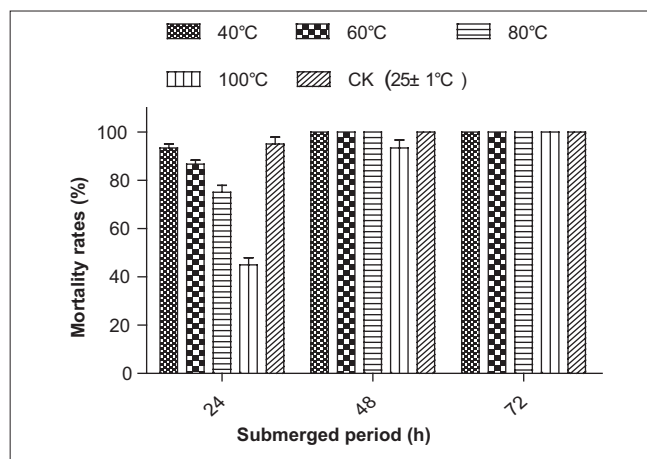 40°C 60°C 80°C
100°C CK (25± 1°C )
Mortality rates (%)
100
80
60
40
20
0
24 48 72
Submerged period (h)